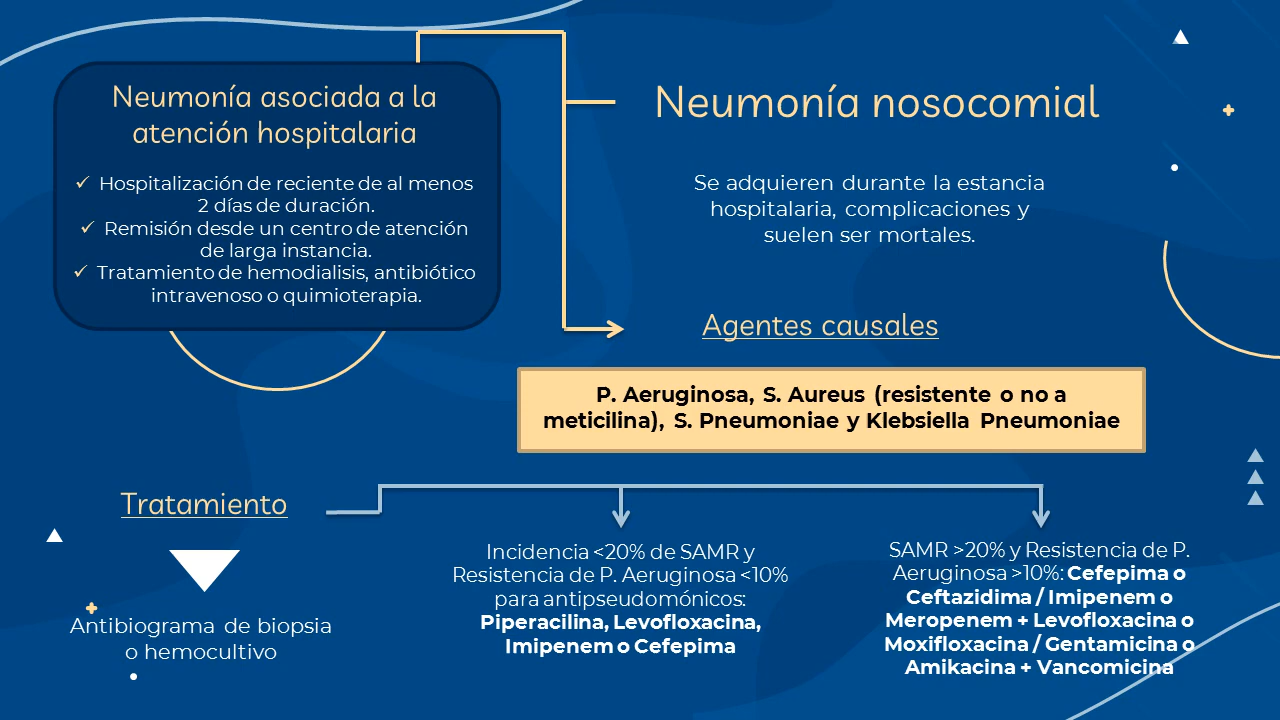 Neumonía asociada a la
atención hospitalaria
✓ Hospitalización de reciente de al menos
2 días de duración.
✓ Remisión desde un centro de atención
de larga instancia.
✓ Tratamiento de hemodialisis, antibiótico
intravenoso o quimioterapia.
Neumonía nosocomial
Se adquieren durante la estancia
hospitalaria, complicaciones y
suelen ser mortales.
Agentes causales
P. Aeruginosa, S. Aureus (resistente o no a
meticilina), S. Pneumoniae y Klebsiella Pneumoniae
Tratamiento
Antibiograma de biopsia
o hemocultivo
Incidencia <20% de SAMR y
Resistencia de P. Aeruginosa <10%
para antipseudomónicos:
Piperacilina, Levofloxacina,
Imipenem o Cefepima
SAMR >20% y Resistencia de P.
Aeruginosa >10%: Cefepima o
Ceftazidima / Imipenem o
Meropenem + Levofloxacina o
Moxifloxacina / Gentamicina o
Amikacina + Vancomicina